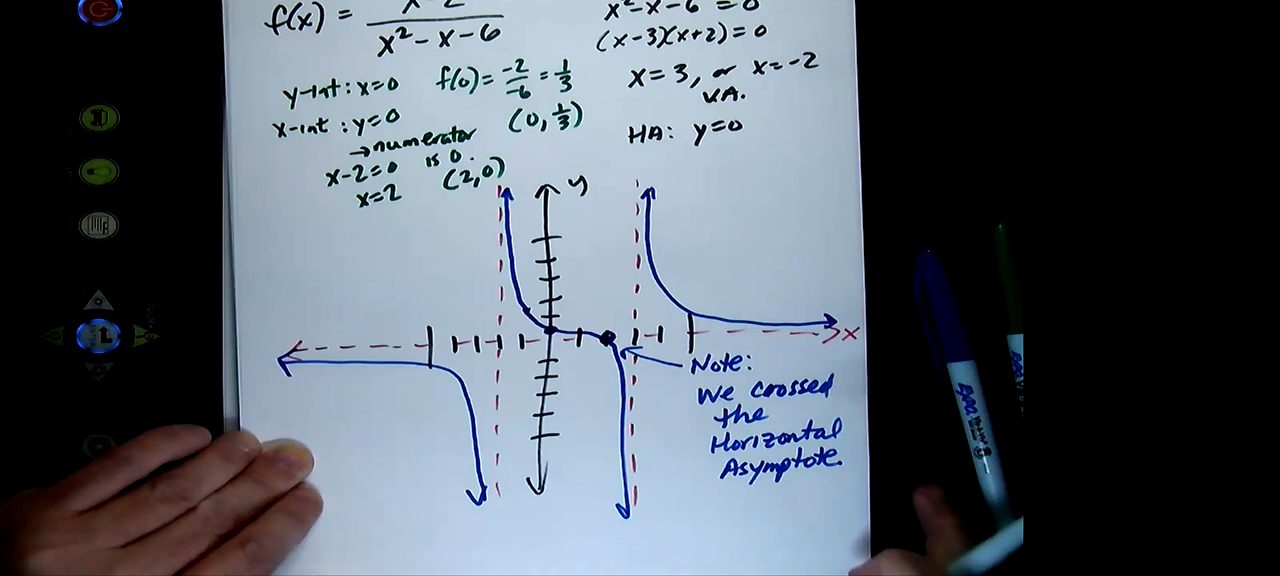 f(x) = x-2 / x²-x-6
x²-x-6 = 0
(x-3)(x+2) = 0
x=3, or x=-2
V.A.
HA: y=0
y-int: x=0 f(0) = -2/-6 = 1/3
(0, 1/3)
x-int: y=0
→ numerator
is 0.
x-2=0
x=2
(2,0)
y
x
Note:
We crossed
the
Horizontal
Asymptote.
EXPO